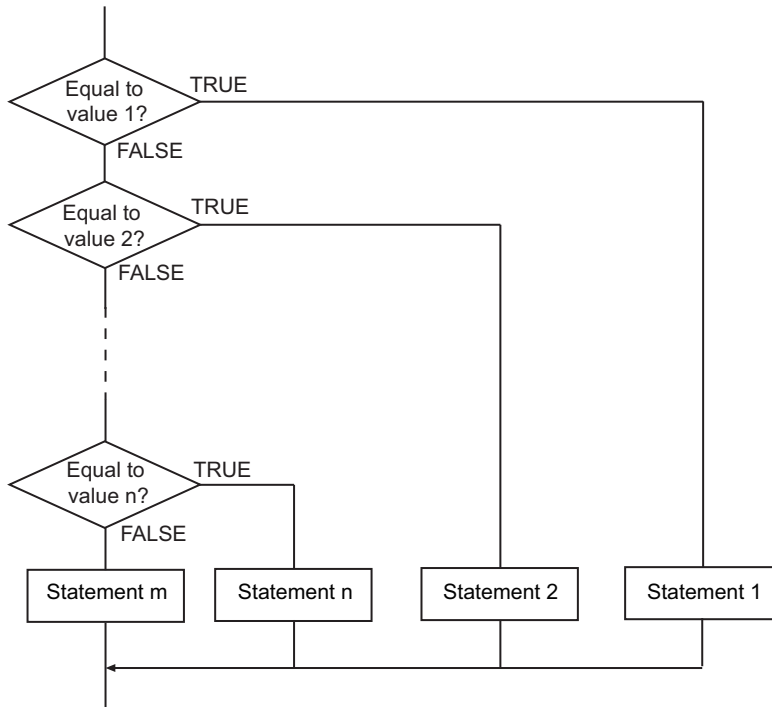 Equal to
value 1?
TRUE
FALSE
Equal to
value 2?
TRUE
FALSE
Equal to
value n?
TRUE
FALSE
Statement m
Statement n
Statement 2
Statement 1